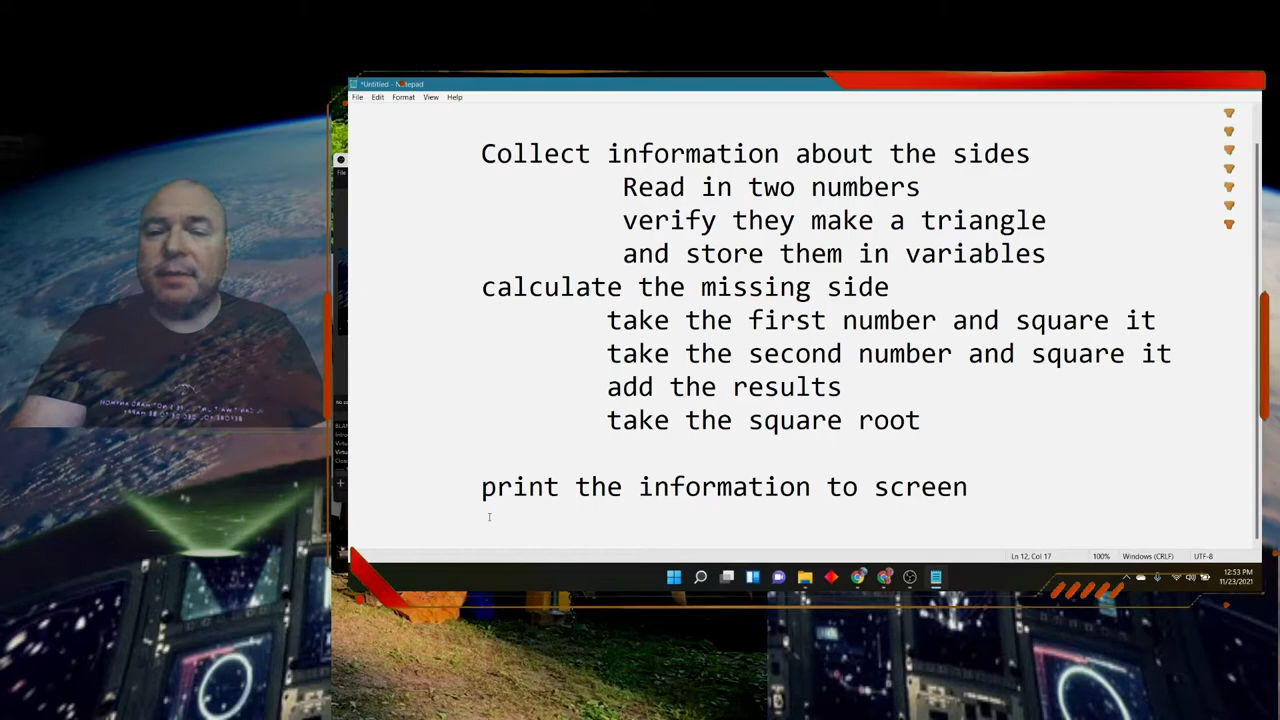 *Untitled - Notepad
File Edit Format View Help
Collect information about the sides
Read in two numbers
verify they make a triangle
and store them in variables
calculate the missing side
take the first number and square it
take the second number and square it
add the results
take the square root
print the information to screen
Ln 12, Col 17 100% Windows (CRLF) UTF-8
12:53 PM
11/23/2021